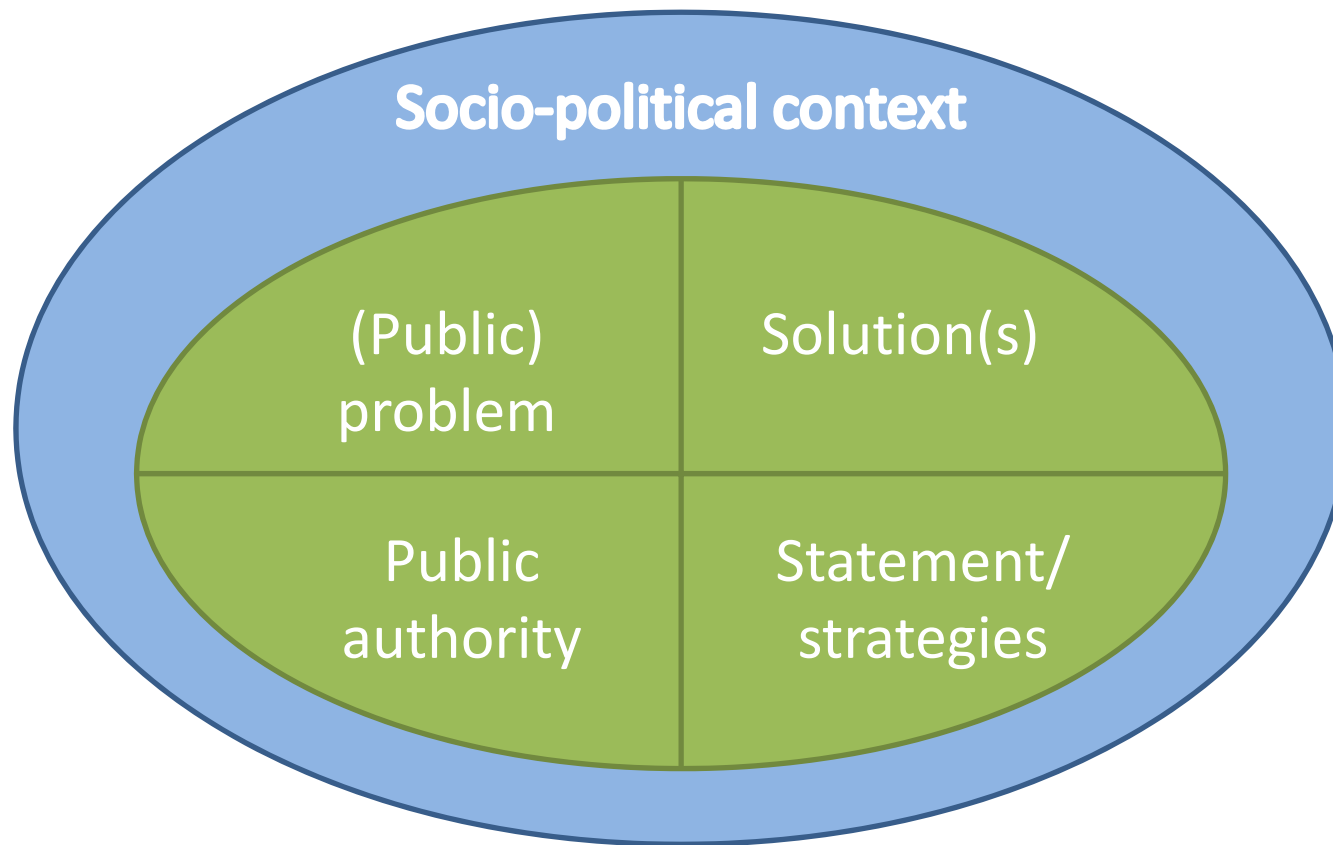 Socio-political context
(Public)
problem
Solution(s)
Public
authority
Statement/
strategies